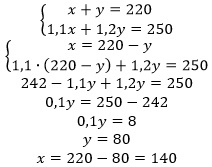 {x + y = 220
{1,1x + 1,2y = 250
{x = 220 − y
{1,1 ∙ (220 − y) + 1,2y = 250
242 − 1,1y + 1,2y = 250
0,1y = 250 − 242
0,1y = 8
y = 80
x = 220 − 80 = 140